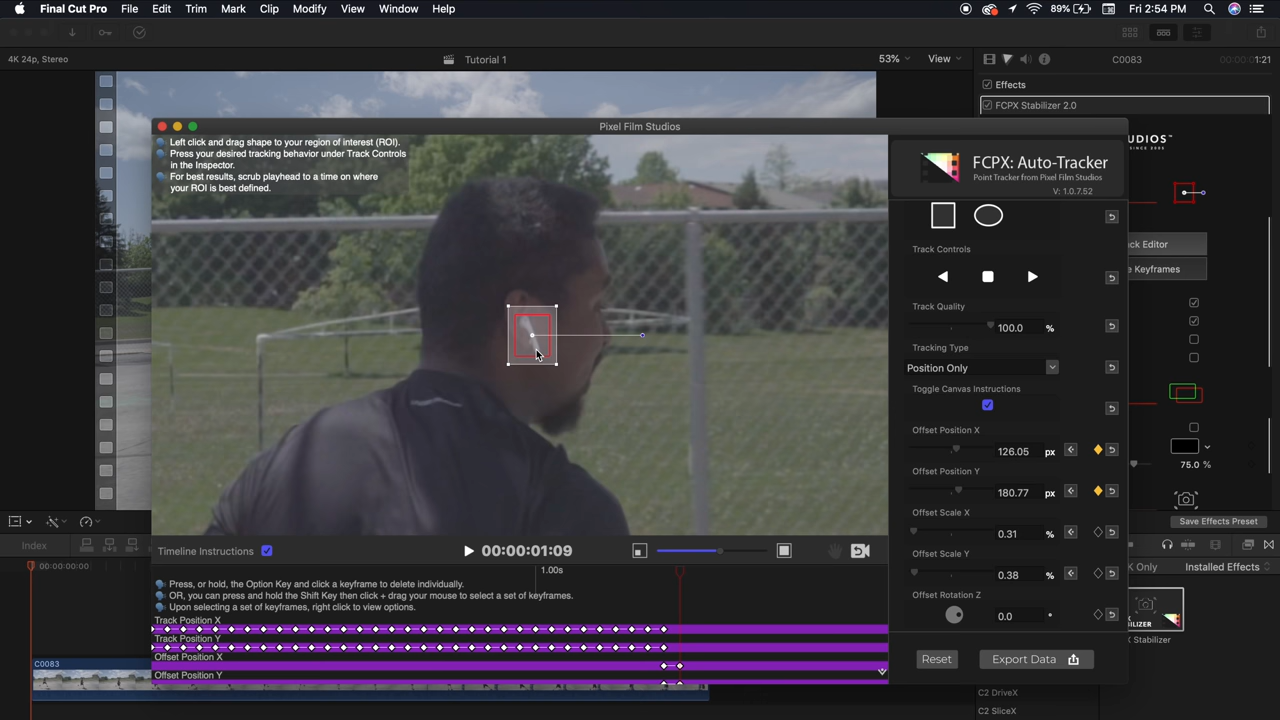 Final Cut Pro File Edit Trim Mark Clip Modify View Window Help
89% Fri 2:54 PM
4K 24p, Stereo
Tutorial 1
53%
View
C0083
1:21
Effects
FCPX Stabilizer 2.0
Pixel Film Studios
Left click and drag shape to your region of interest (ROI).
Press your desired tracking behavior under Track Controls
in the Inspector.
For best results, scrub playhead to a time on where
your ROI is best defined.
FCPX: Auto-Tracker
Point Tracker from Pixel Film Studios
V: 1.0.7.52
Track Controls
Track Quality
100.0 %
Tracking Type
Position Only
Toggle Canvas Instructions
Offset Position X
126.05 px
Offset Position Y
180.77 px
Offset Scale X
0.31 %
Offset Scale Y
0.38 %
Offset Rotation Z
0.0 °
Reset
Export Data
75.0 %
Save Effects Preset
Installed Effects
C2 DriveX
C2 SliceX
Index
00:00:00:00
C0083
Timeline Instructions
00:00:01:09
1.00s
Press, or hold, the Option Key and click a keyframe to delete individually.
OR, you can press and hold the Shift Key then click + drag your mouse to select a set of keyframes.
Upon selecting a set of keyframes, right click to view options.
Track Position X
Track Position Y
Offset Position X
Offset Position Y